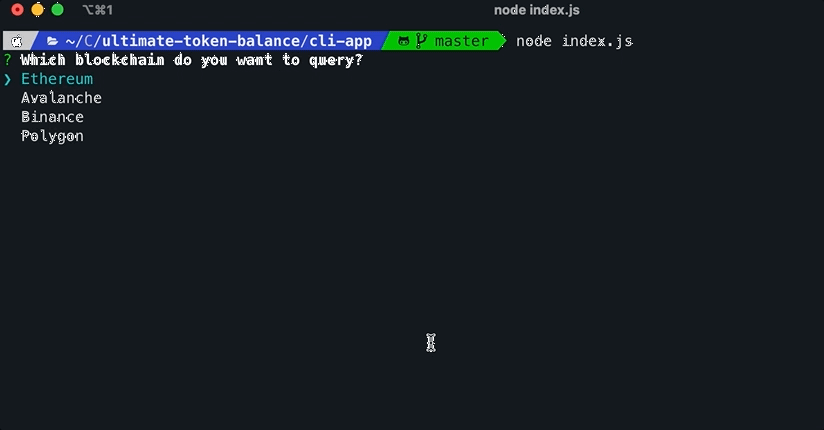 ⌥⌘1 node index.js
~/C/ultimate-token-balance/cli-app master node index.js
? Which blockchain do you want to query?
❯ Ethereum
Avalanche
Binance
Polygon